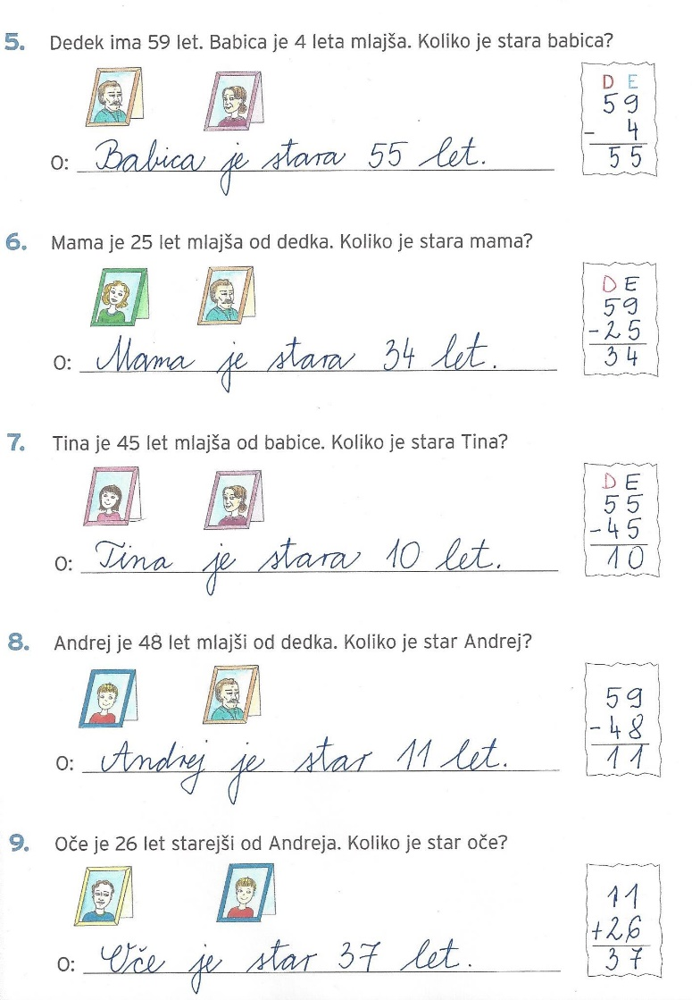 5. Dedek ima 59 let. Babica je 4 leta mlajša. Koliko je stara babica?
D E
59
- 4
55
O: Babica je stara 55 let.
6. Mama je 25 let mlajša od dedka. Koliko je stara mama?
D E
59
-25
34
O: Mama je stara 34 let.
7. Tina je 45 let mlajša od babice. Koliko je stara Tina?
D E
55
-45
10
O: Tina je stara 10 let.
8. Andrej je 48 let mlajši od dedka. Koliko je star Andrej?
59
-48
11
O: Andrej je star 11 let.
9. Oče je 26 let starejši od Andreja. Koliko je star oče?
11
+26
37
O: Oče je star 37 let.